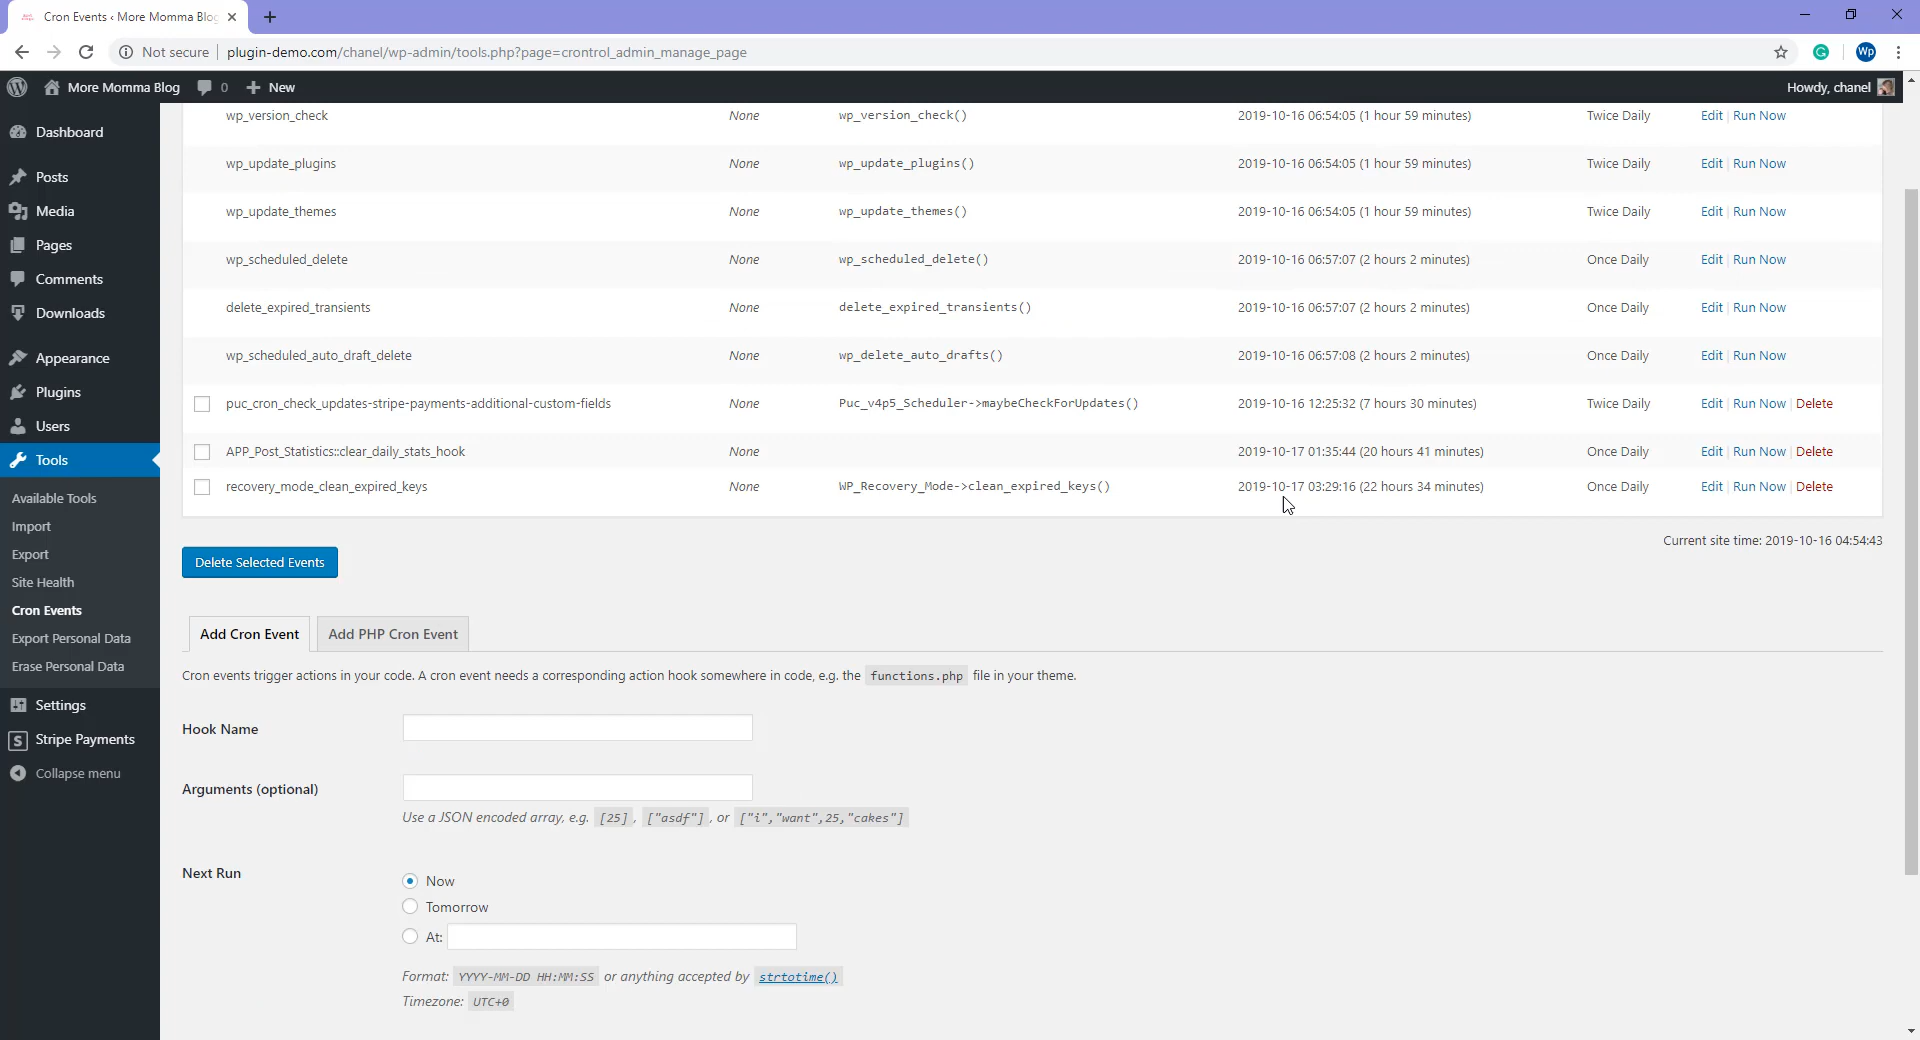 Cron Events ‹ More Momma Blog
Not secure | plugin-demo.com/chanel/wp-admin/tools.php?page=crontrol_admin_manage_page
Wp
More Momma Blog 0 New Howdy, chanel
Dashboard
Posts
Media
Pages
Comments
Downloads
Appearance
Plugins
Users
Tools
Available Tools
Import
Export
Site Health
Cron Events
Export Personal Data
Erase Personal Data
Settings
S Stripe Payments
Collapse menu
wp_version_check None wp_version_check() 2019-10-16 06:54:05 (1 hour 59 minutes) Twice Daily Edit | Run Now
wp_update_plugins None wp_update_plugins() 2019-10-16 06:54:05 (1 hour 59 minutes) Twice Daily Edit | Run Now
wp_update_themes None wp_update_themes() 2019-10-16 06:54:05 (1 hour 59 minutes) Twice Daily Edit | Run Now
wp_scheduled_delete None wp_scheduled_delete() 2019-10-16 06:57:07 (2 hours 2 minutes) Once Daily Edit | Run Now
delete_expired_transients None delete_expired_transients() 2019-10-16 06:57:07 (2 hours 2 minutes) Once Daily Edit | Run Now
wp_scheduled_auto_draft_delete None wp_delete_auto_drafts() 2019-10-16 06:57:08 (2 hours 2 minutes) Once Daily Edit | Run Now
puc_cron_check_updates-stripe-payments-additional-custom-fields None Puc_v4p5_Scheduler->maybeCheckForUpdates() 2019-10-16 12:25:32 (7 hours 30 minutes) Twice Daily Edit | Run Now | Delete
APP_Post_Statistics::clear_daily_stats_hook None 2019-10-17 01:35:44 (20 hours 41 minutes) Once Daily Edit | Run Now | Delete
recovery_mode_clean_expired_keys None WP_Recovery_Mode->clean_expired_keys() 2019-10-17 03:29:16 (22 hours 34 minutes) Once Daily Edit | Run Now | Delete
Current site time: 2019-10-16 04:54:43
Delete Selected Events
Add Cron Event Add PHP Cron Event
Cron events trigger actions in your code. A cron event needs a corresponding action hook somewhere in code, e.g. the functions.php file in your theme.
Hook Name
Arguments (optional)
Use a JSON encoded array, e.g. [25], ["asdf"], or ["i","want",25,"cakes"]
Next Run
Now
Tomorrow
At:
Format: YYYY-MM-DD HH:MM:SS or anything accepted by strtotime()
Timezone: UTC+0